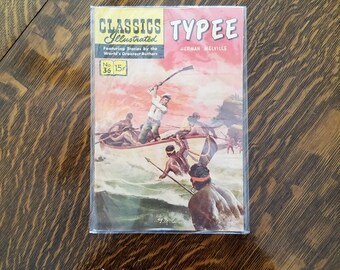 CLASSICS
Illustrated
Featuring Stories by the
World's Greatest Authors
No.
36
15¢
TYPEE
HERMAN MELVILLE